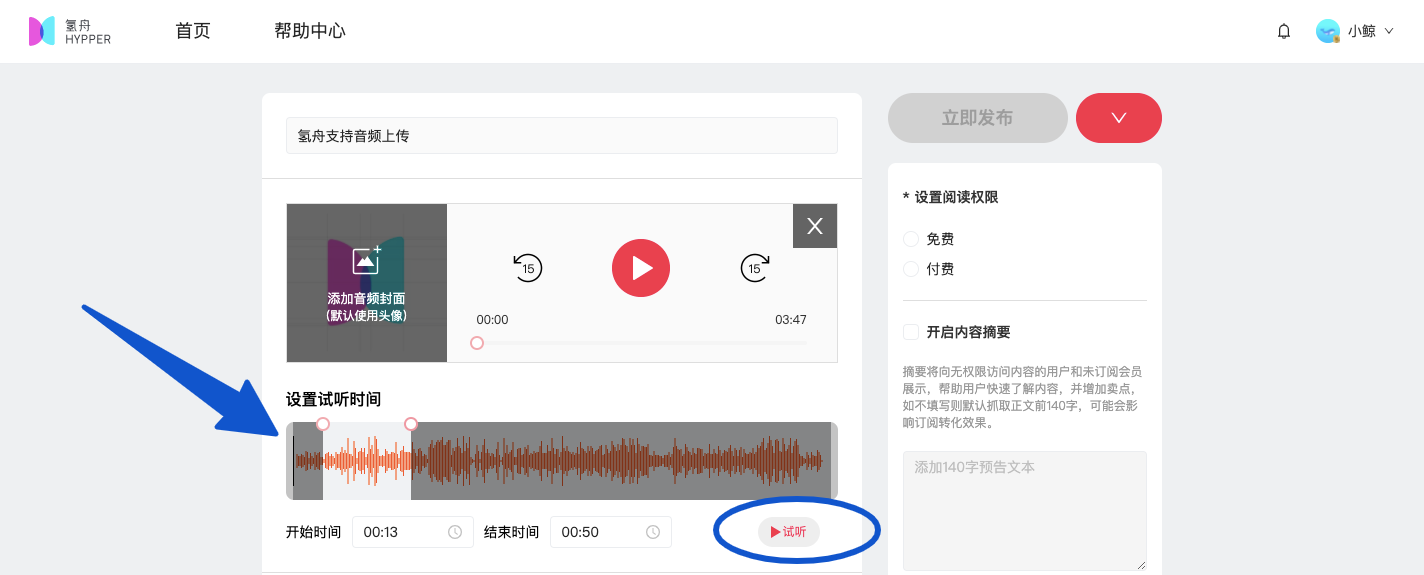 氢舟
HYPPER
首页
帮助中心
小鲸
氢舟支持音频上传
添加音频封面
(默认使用头像)
X
15
15
00:00
03:47
设置试听时间
开始时间
00:13
结束时间
00:50
试听
立即发布
* 设置阅读权限
免费
付费
开启内容摘要
摘要将向无权限访问内容的用户和未订阅会员
展示，帮助用户快速了解内容，并增加卖点，
如不填写则默认抓取正文前140字，可能会影
响订阅转化效果。
添加140字预告文本